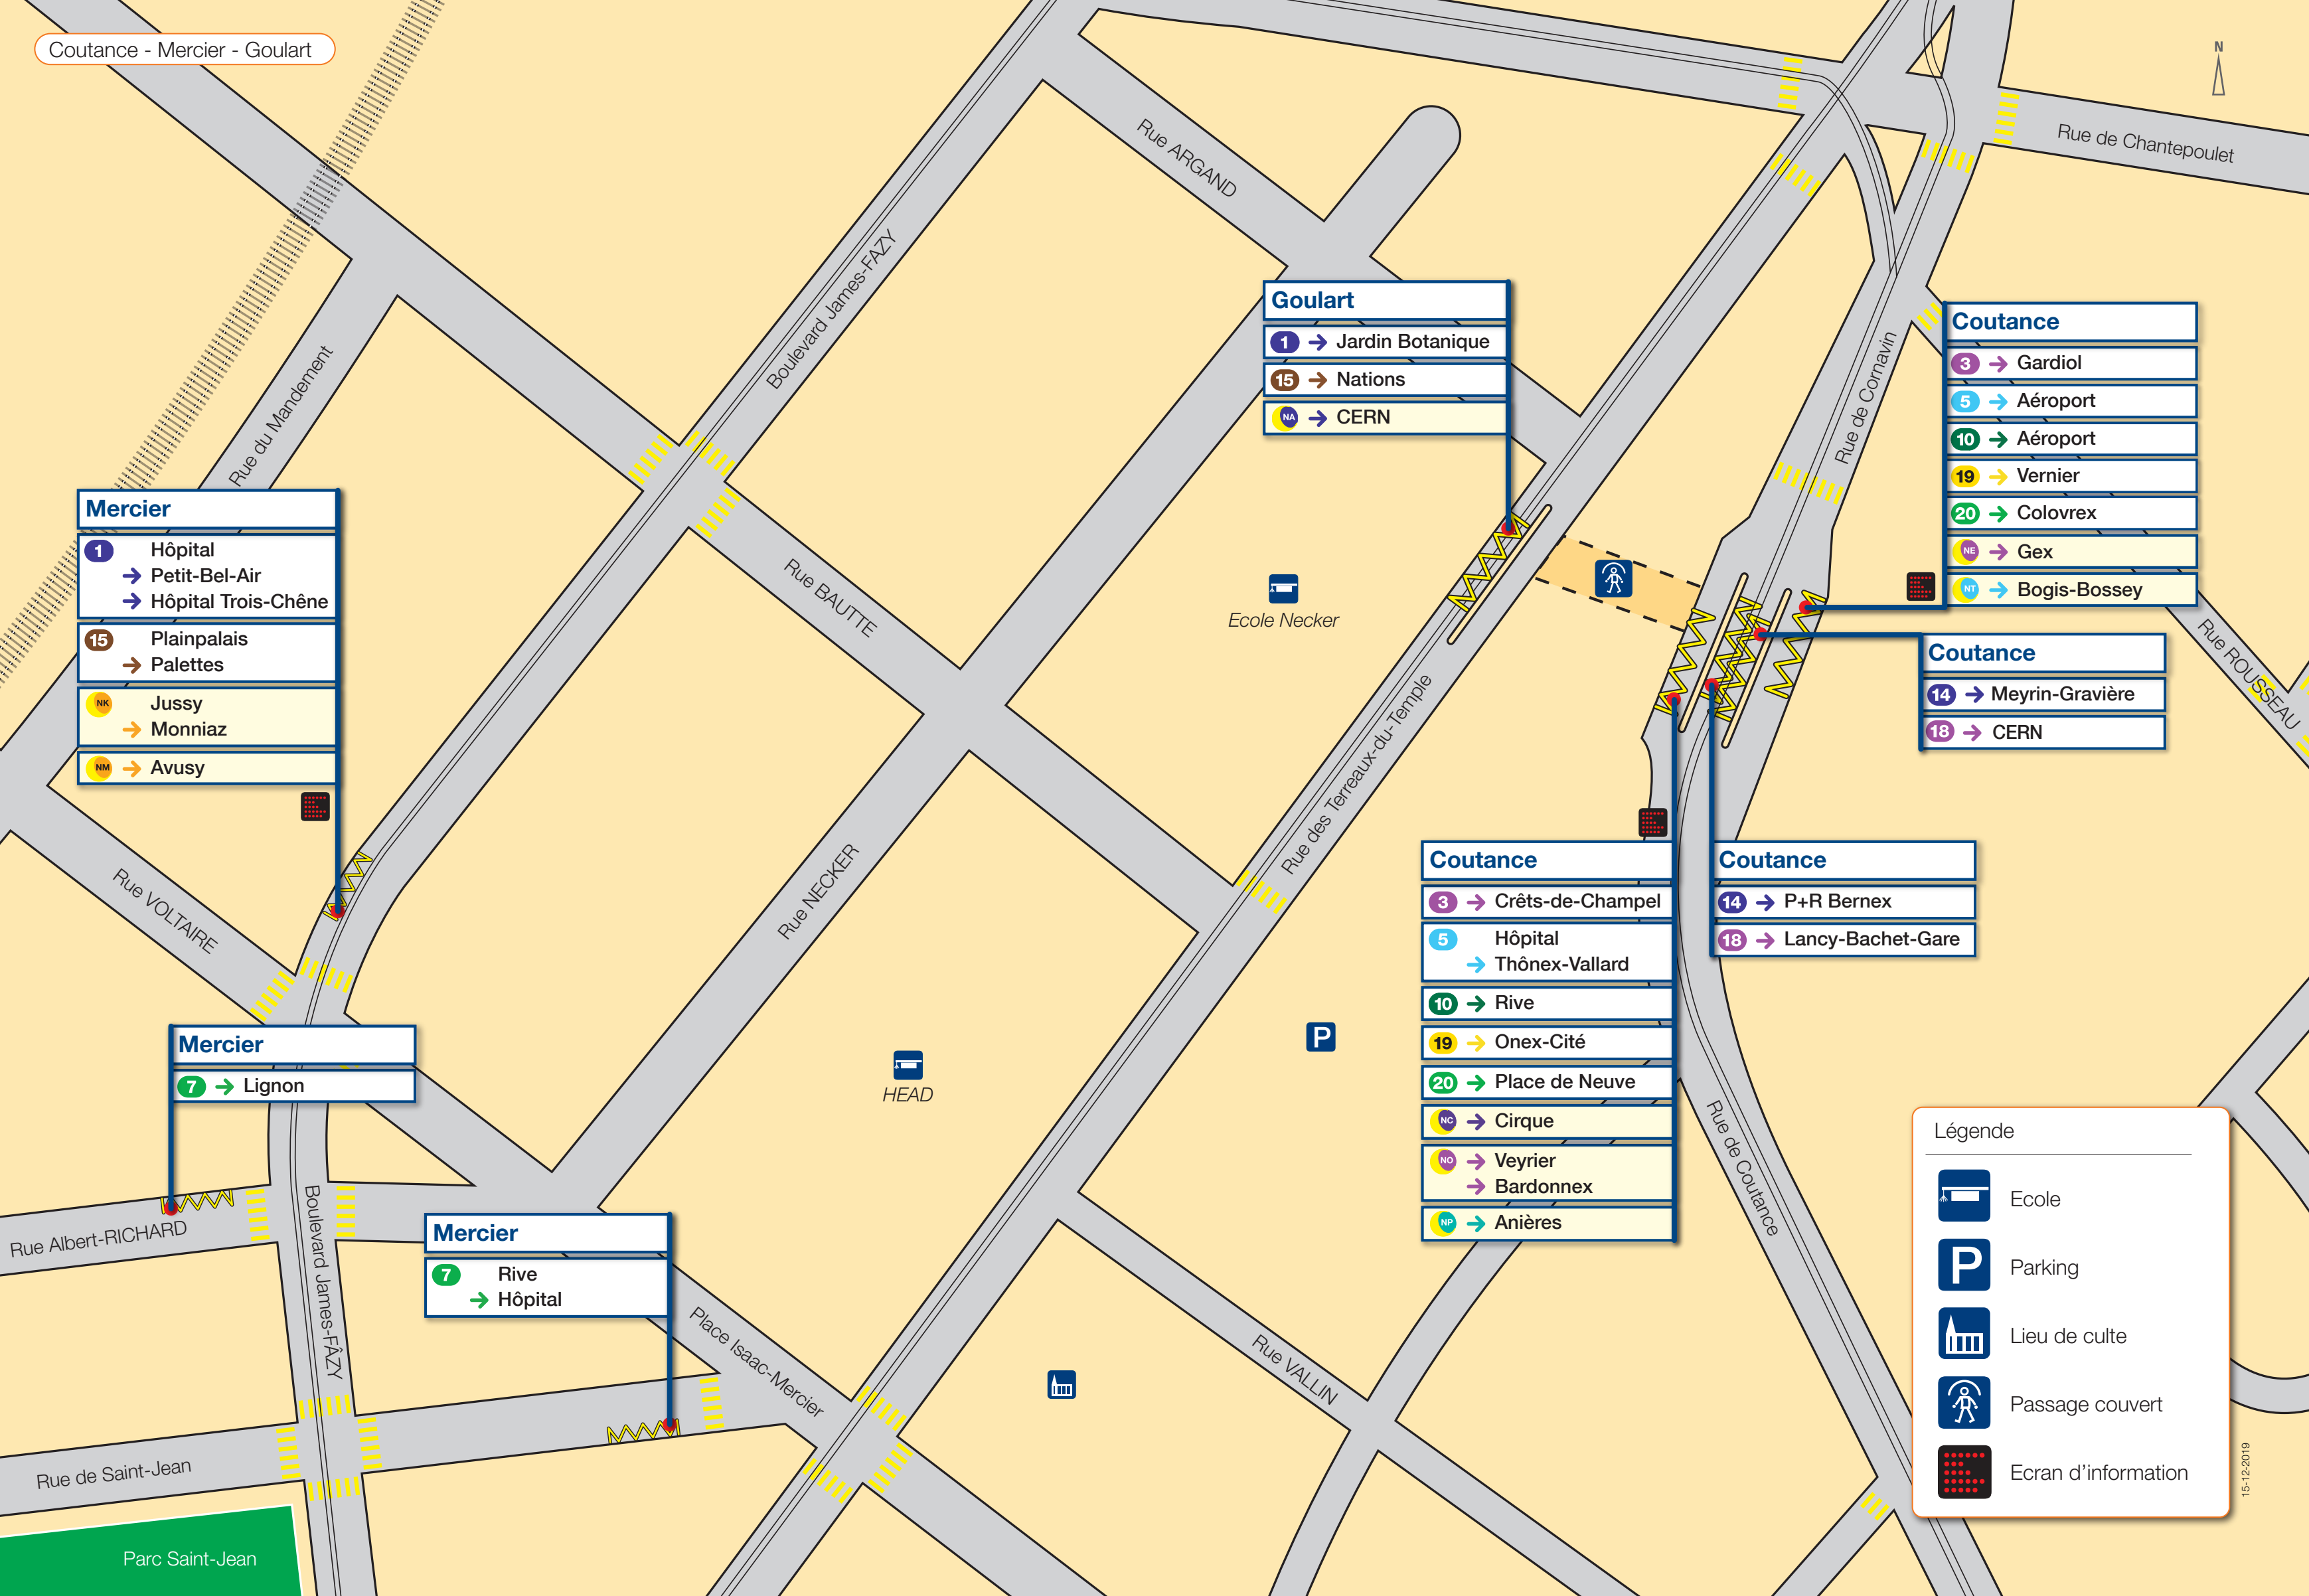 Coutance - Mercier - Goulart
N
Rue de Chantepoulet
Rue ARGAND
Boulevard James-FAZY
Rue du Mandement
Rue de Cornavin
Goulart
1 Jardin Botanique
15 Nations
NA CERN
Coutance
3 Gardiol
5 Aéroport
10 Aéroport
19 Vernier
20 Colovrex
NE Gex
NT Bogis-Bossey
Mercier
1 Hôpital
Petit-Bel-Air
Hôpital Trois-Chêne
15 Plainpalais
Palettes
NK Jussy
Monniaz
NM Avusy
Rue BAUTTE
Ecole Necker
Rue ROUSSEAU
Coutance
14 Meyrin-Gravière
18 CERN
Rue des Terreaux-du-Temple
Rue VOLTAIRE
Rue NECKER
Coutance
3 Crêts-de-Champel
5 Hôpital
Thônex-Vallard
10 Rive
19 Onex-Cité
20 Place de Neuve
NC Cirque
NO Veyrier
Bardonnex
NP Anières
Coutance
14 P+R Bernex
18 Lancy-Bachet-Gare
Mercier
7 Lignon
HEAD
P
Rue de Coutance
Rue Albert-RICHARD
Boulevard James-FÂZY
Mercier
7 Rive
Hôpital
Place Isaac-Mercier
Rue VALLIN
Rue de Saint-Jean
Parc Saint-Jean
Légende
Ecole
P Parking
Lieu de culte
Passage couvert
Ecran d'information
15-12-2019